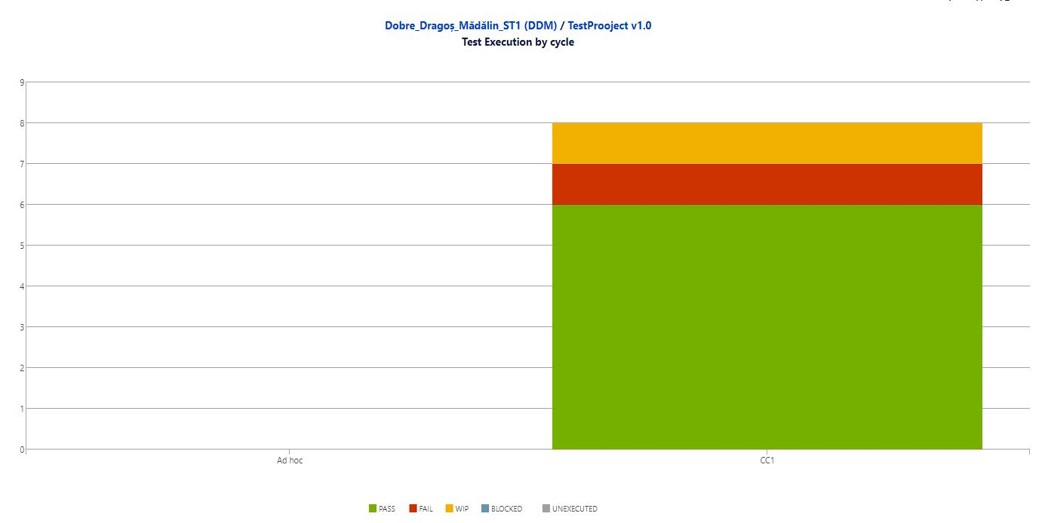 Dobre_Dragoș_Mădălin_ST1 (DDM) / TestProoject v1.0
Test Execution by cycle
9
8
7
6
5
4
3
2
1
0
Ad hoc
CC1
PASS FAIL WIP BLOCKED UNEXECUTED